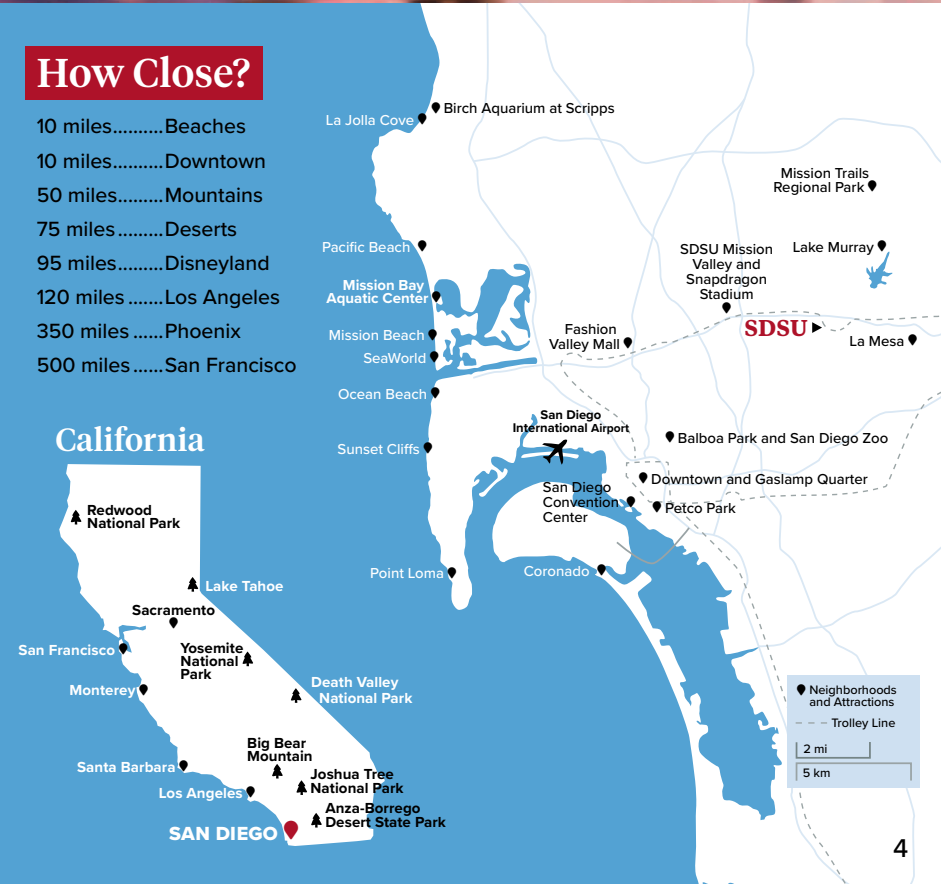 How Close?
10 miles..........Beaches
10 miles..........Downtown
50 miles.........Mountains
75 miles.........Deserts
95 miles.........Disneyland
120 miles.......Los Angeles
350 miles......Phoenix
500 miles......San Francisco
Birch Aquarium at Scripps
La Jolla Cove
Mission Trails
Regional Park
Pacific Beach
SDSU Mission
Valley and
Snapdragon
Stadium
Lake Murray
Mission Bay
Aquatic Center
Mission Beach
Fashion
Valley Mall
SDSU
La Mesa
SeaWorld
Ocean Beach
San Diego
International Airport
Sunset Cliffs
Balboa Park and San Diego Zoo
Downtown and Gaslamp Quarter
San Diego
Convention
Center
Petco Park
Point Loma
Coronado
California
Redwood
National Park
Lake Tahoe
Sacramento
San Francisco
Yosemite
National
Park
Monterey
Death Valley
National Park
Big Bear
Mountain
Santa Barbara
Joshua Tree
National Park
Los Angeles
Anza-Borrego
Desert State Park
SAN DIEGO
Neighborhoods
and Attractions
Trolley Line
2 mi
5 km
4